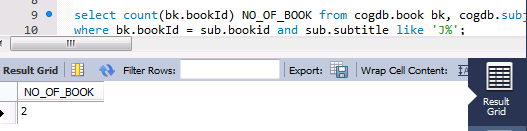 8
9 select count(bk.bookId) NO_OF_BOOK from cogdb.book bk, cogdb.sub
10 where bk.bookId = sub.bookid and sub.subtitle like 'J%';
Result Grid Filter Rows: Export: Wrap Cell Content:
NO_OF_BOOK
2
Result
Grid